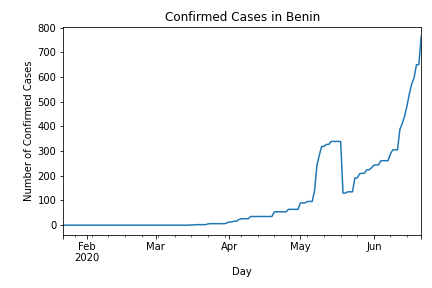 Confirmed Cases in Benin
800
700
600
500
400
300
200
100
0
Number of Confirmed Cases
Feb
2020
Mar
Apr
May
Jun
Day